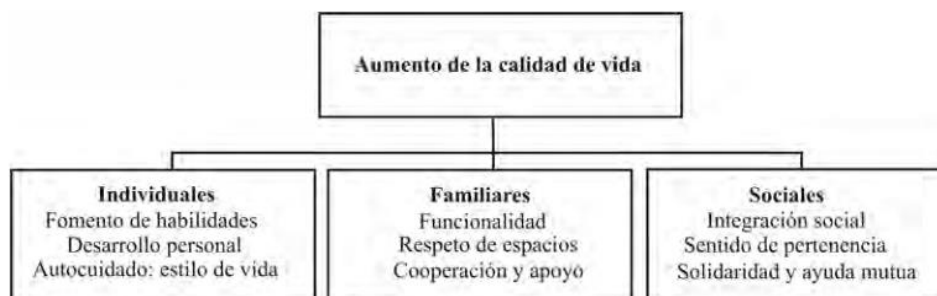 Aumento de la calidad de vida
Individuales
Fomento de habilidades
Desarrollo personal
Autocuidado: estilo de vida
Familiares
Funcionalidad
Respeto de espacios
Cooperación y apoyo
Sociales
Integración social
Sentido de pertenencia
Solidaridad y ayuda mutua